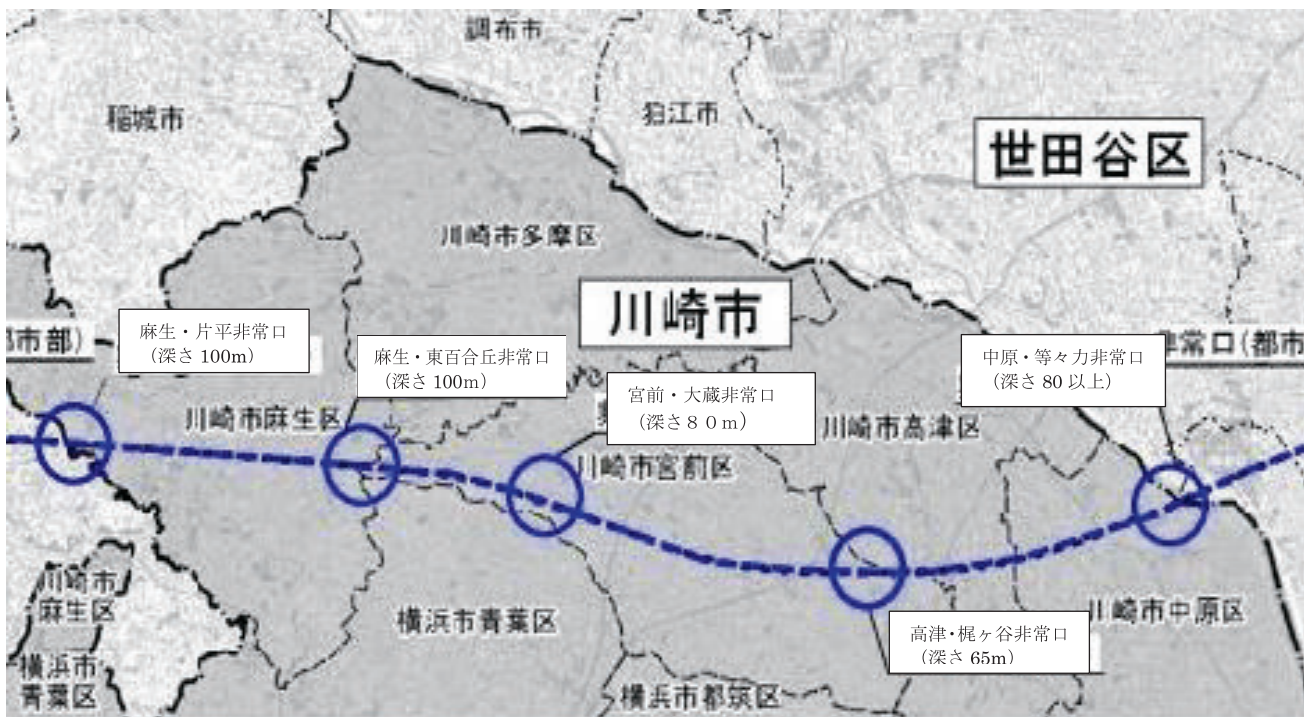 調布市
稲城市
狛江市
世田谷区
川崎市多摩区
川崎市
市部)
麻生・片平非常口
(深さ 100m)
麻生・東百合丘非常口
(深さ 100m)
宮前・大蔵非常口
(深さ８０ｍ)
中原・等々力非常口
(深さ 80 以上)
非常口(都市
川崎市麻生区
川崎市高津区
川崎市宮前区
川崎市
麻生区
横浜市青葉区
高津・梶ヶ谷非常口
(深さ 65m)
川崎市中原区
横浜市
青葉区
横浜市都筑区